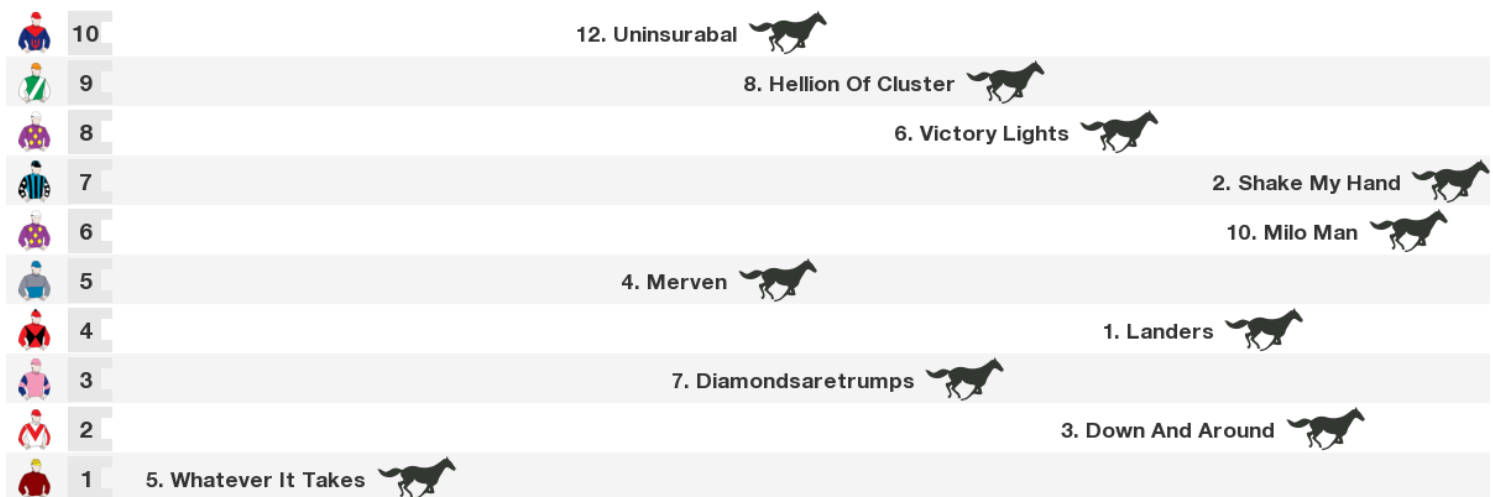 10 12. Uninsurabal
9 8. Hellion Of Cluster
8 6. Victory Lights
7 2. Shake My Hand
6 10. Milo Man
5 4. Merven
4 1. Landers
3 7. Diamondsaretrumps
2 3. Down And Around
1 5. Whatever It Takes